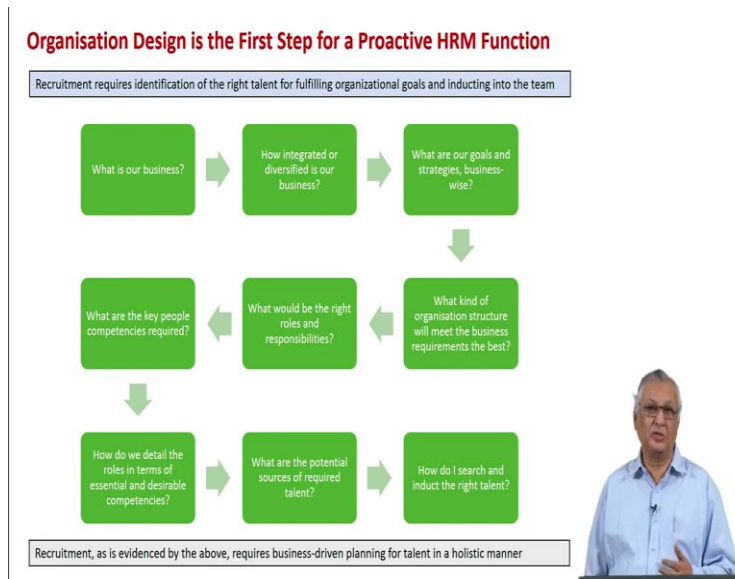 Organisation Design is the First Step for a Proactive HRM Function
Recruitment requires identification of the right talent for fulfilling organizational goals and inducting into the team
What is our business?
How integrated or
diversified is our
business?
What are our goals and
strategies, business-
wise?
What kind of
organisation structure
will meet the business
requirements the best?
What would be the right
roles and
responsibilities?
What are the key people
competencies required?
How do we detail the
roles in terms of
essential and desirable
competencies?
What are the potential
sources of required
talent?
How do I search and
induct the right talent?
Recruitment, as is evidenced by the above, requires business-driven planning for talent in a holistic manner